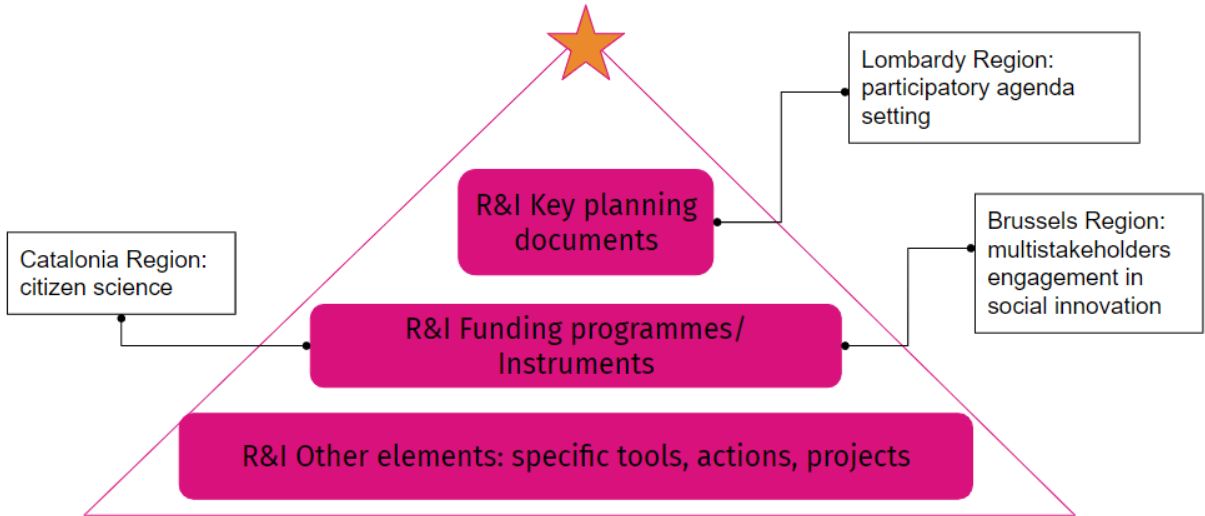 Lombardy Region:
participatory agenda
setting
R&I Key planning
documents
Brussels Region:
multistakeholders
engagement in
social innovation
Catalonia Region:
citizen science
R&I Funding programmes/
Instruments
R&I Other elements: specific tools, actions, projects